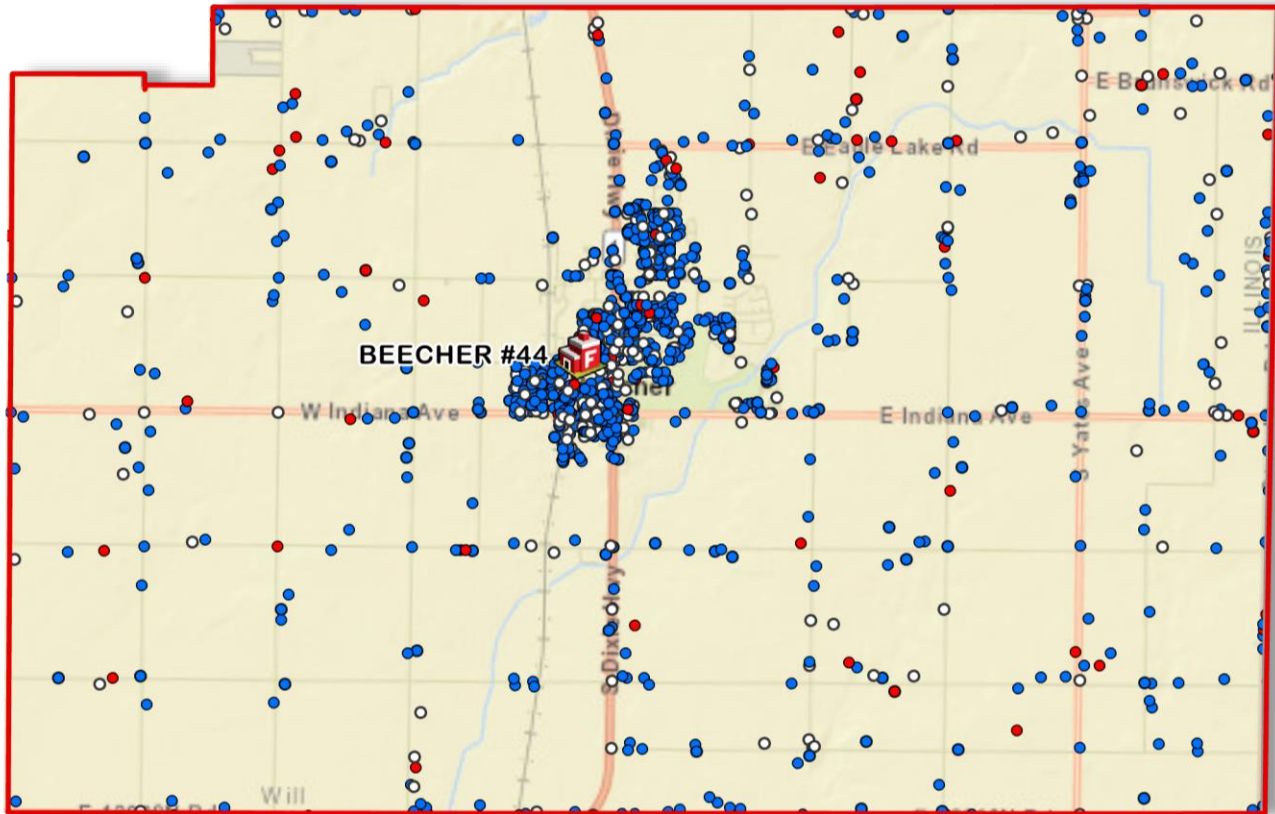 E Brunswick Rd
E Eagle Lake Rd
ILLINOIS
BEECHER #44
F
W Indiana Ave
E Indiana Ave
S Yates Ave
S Dixie Hwy
Will